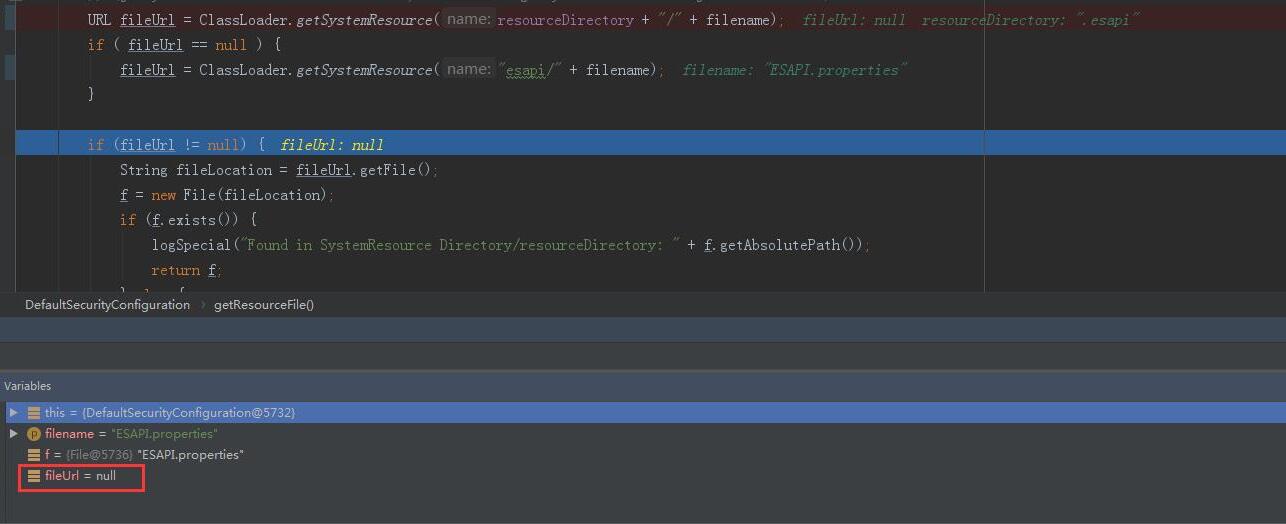 URL fileUrl = ClassLoader.getSystemResource( name: resourceDirectory + "/" + filename);  fileUrl: null  resourceDirectory: ".esapi"
if ( fileUrl == null ) {
fileUrl = ClassLoader.getSystemResource( name: "esapi/" + filename);  filename: "ESAPI.properties"
}
if (fileUrl != null) {  fileUrl: null
String fileLocation = fileUrl.getFile();
f = new File(fileLocation);
if (f.exists()) {
logSpecial("Found in SystemResource Directory/resourceDirectory: " + f.getAbsolutePath());
return f;
DefaultSecurityConfiguration › getResourceFile()
Variables
this = {DefaultSecurityConfiguration@5732}
p filename = "ESAPI.properties"
f = {File@5736} "ESAPI.properties"
fileUrl = null